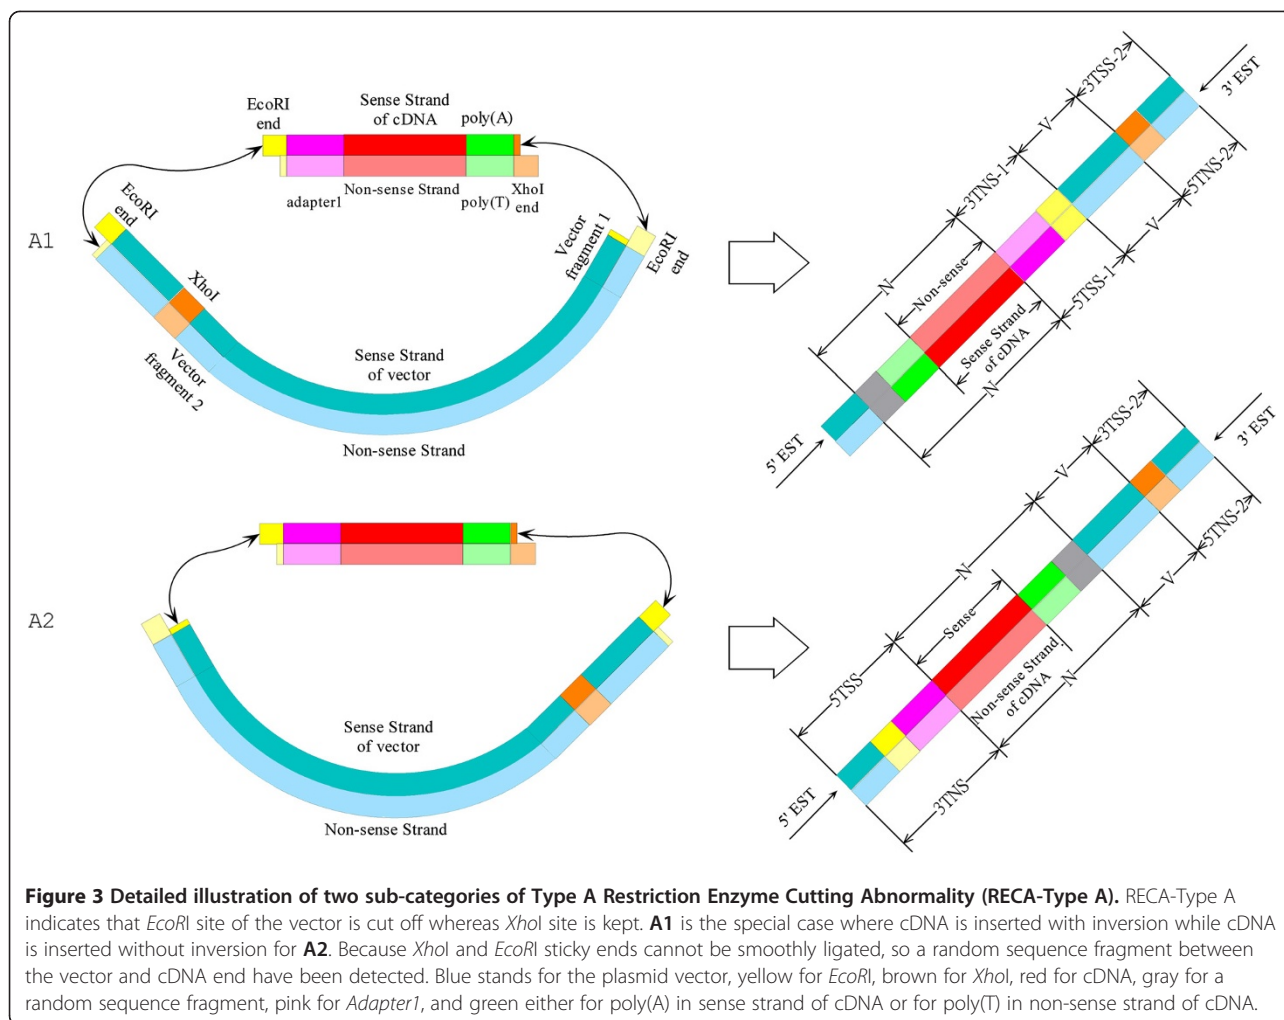 EcoRI
end
Sense Strand
of cDNA
poly(A)
adapter1
Non-sense Strand
poly(T)
XhoI
end
A1
EcoRI
end
XhoI
Vector
fragment 2
Sense Strand
of vector
Non-sense Strand
Vector
fragment 1
EcoRI
end
3TSS-2
3' EST
V
3TNS-1
5TNS-2
V
N
Non-sense
5TSS-1
Sense Strand
of cDNA
N
5' EST
A2
Sense Strand
of vector
Non-sense Strand
3TSS-2
3' EST
V
N
5TNS-2
V
Sense
5TSS
Non-sense Strand
of cDNA
N
3TNS
5' EST
Figure 3 Detailed illustration of two sub-categories of Type A Restriction Enzyme Cutting Abnormality (RECA-Type A). RECA-Type A
indicates that EcoRI site of the vector is cut off whereas XhoI site is kept. A1 is the special case where cDNA is inserted with inversion while cDNA
is inserted without inversion for A2. Because XhoI and EcoRI sticky ends cannot be smoothly ligated, so a random sequence fragment between
the vector and cDNA end have been detected. Blue stands for the plasmid vector, yellow for EcoRI, brown for XhoI, red for cDNA, gray for a
random sequence fragment, pink for Adapter1, and green either for poly(A) in sense strand of cDNA or for poly(T) in non-sense strand of cDNA.